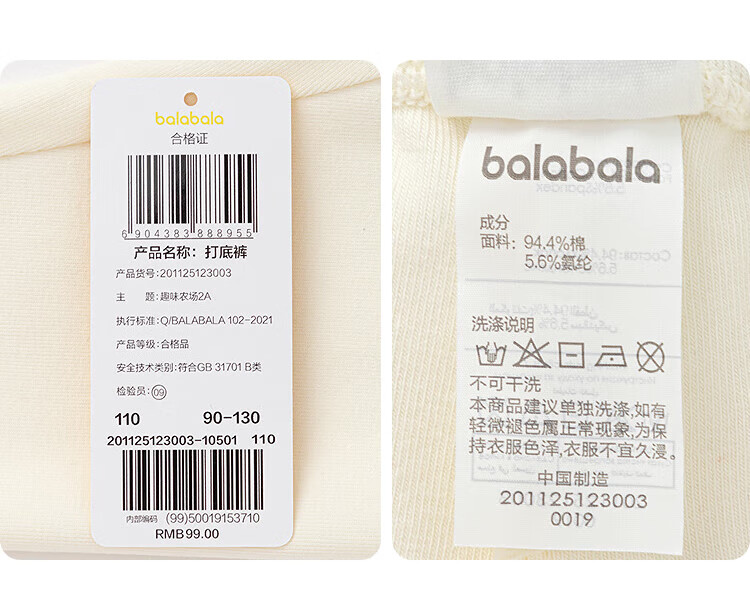 balabala
合格证
6904383888955
产品名称: 打底裤
产品货号: 201125123003
主 题: 趣味农场2A
执行标准: Q/BALABALA 102-2021
产品等级: 合格品
安全技术类别: 符合GB 31701 B类
检验员: 09
110 90-130
201125123003-10501 110
内部编码 (99)50019153710
RMB99.00
balabala
成分
面料: 94.4%棉
5.6%氨纶
洗涤说明
不可干洗
本商品建议单独洗涤,如有
轻微褪色属正常现象,为保
持衣服色泽,衣服不宜久浸。
中国制造
201125123003
0019